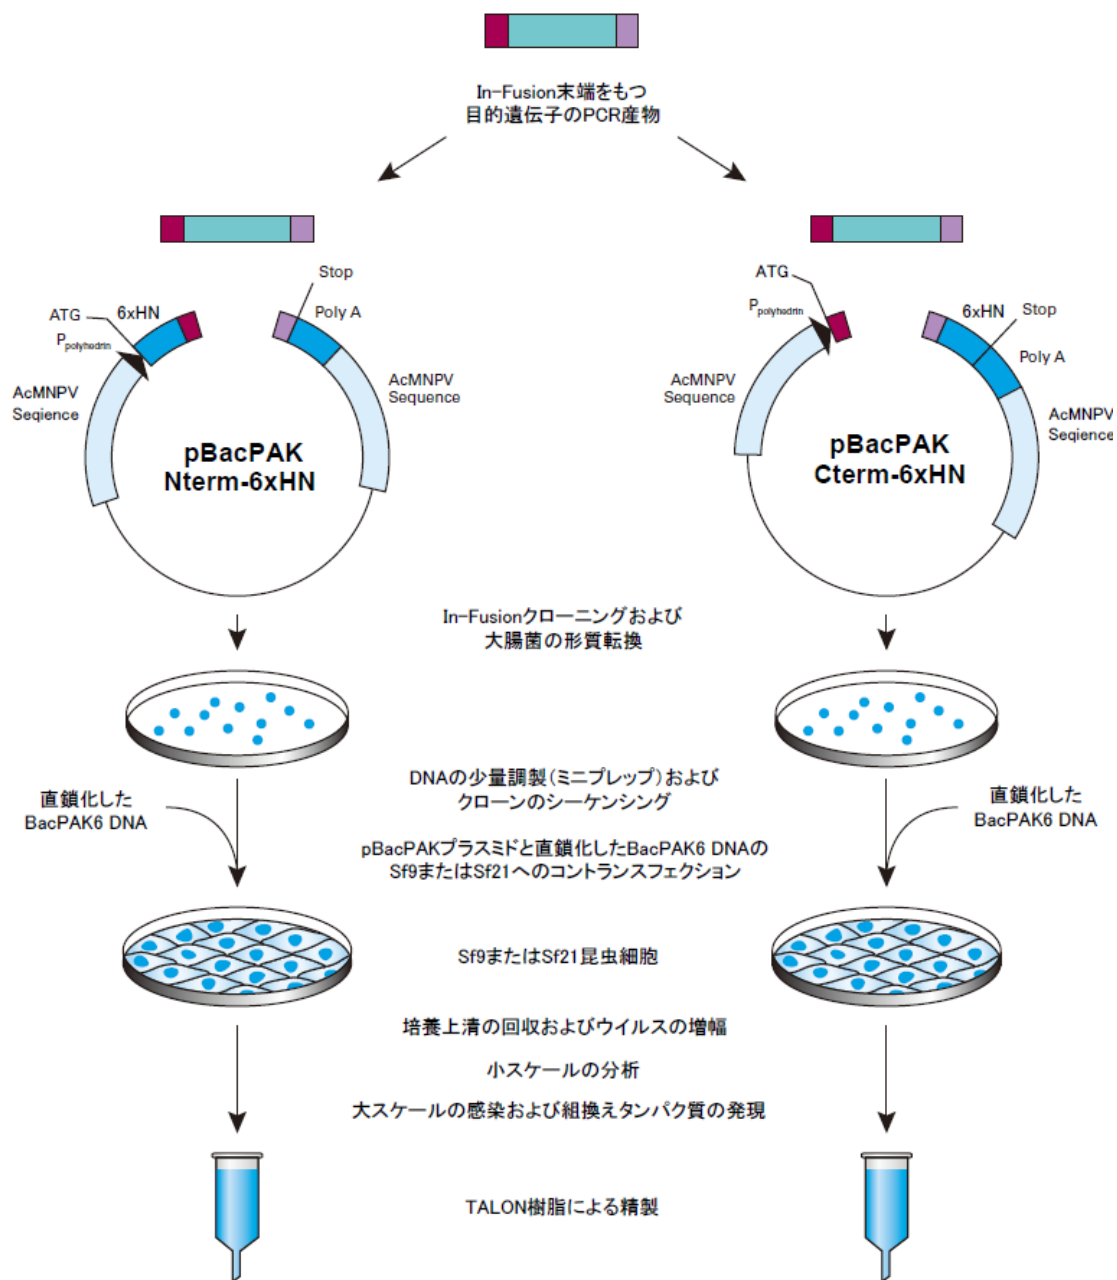 In-Fusion末端をもつ
目的遺伝子のPCR産物
Stop
ATG
6xHN
Poly A
Ppolyhedrin
AcMNPV
Seqience
AcMNPV
Sequence
pBacPAK
Nterm-6xHN
ATG
Ppolyhedrin
6xHN
Stop
Poly A
AcMNPV
Sequence
AcMNPV
Seqience
pBacPAK
Cterm-6xHN
In-Fusionクローニングおよび
大腸菌の形質転換
DNAの少量調製(ミニプレップ)および
クローンのシーケンシング
直鎖化した
BacPAK6 DNA
直鎖化した
BacPAK6 DNA
pBacPAKプラスミドと直鎖化したBacPAK6 DNAの
Sf9またはSf21へのコントランスフェクション
Sf9またはSf21昆虫細胞
培養上清の回収およびウイルスの増幅
小スケールの分析
大スケールの感染および組換えタンパク質の発現
TALON樹脂による精製